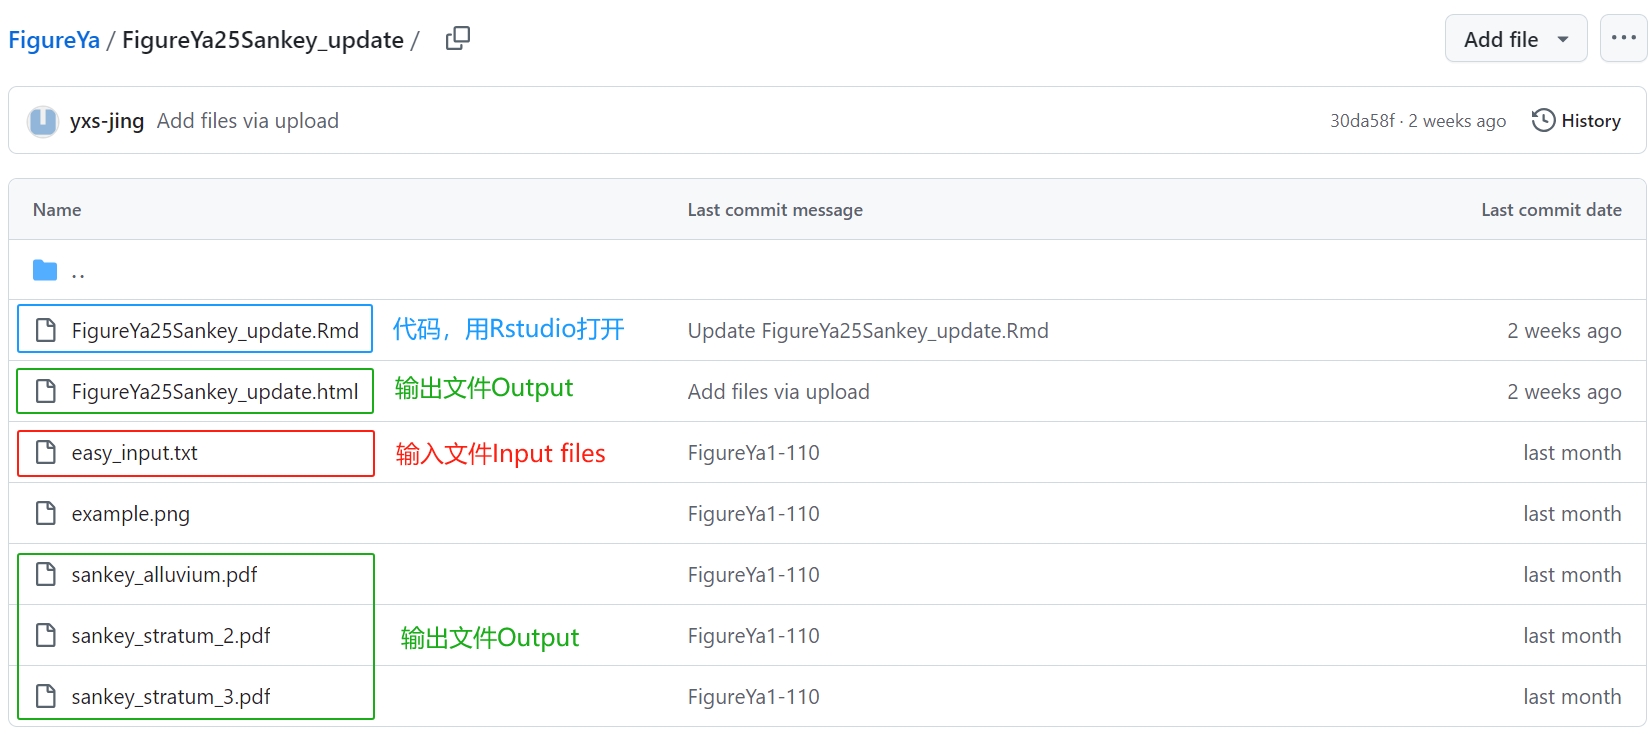 FigureYa / FigureYa25Sankey_update /
Add file
yxs-jing Add files via upload
30da58f · 2 weeks ago
History
Name Last commit message Last commit date
..
FigureYa25Sankey_update.Rmd 代码，用Rstudio打开 Update FigureYa25Sankey_update.Rmd 2 weeks ago
FigureYa25Sankey_update.html 输出文件Output Add files via upload 2 weeks ago
easy_input.txt 输入文件Input files FigureYa1-110 last month
example.png FigureYa1-110 last month
sankey_alluvium.pdf FigureYa1-110 last month
sankey_stratum_2.pdf 输出文件Output FigureYa1-110 last month
sankey_stratum_3.pdf FigureYa1-110 last month